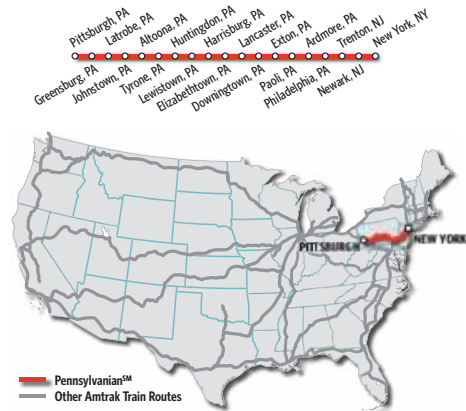 Pittsburgh, PA
Greensburg, PA
Latrobe, PA
Johnstown, PA
Altoona, PA
Tyrone, PA
Huntingdon, PA
Lewistown, PA
Harrisburg, PA
Elizabethtown, PA
Lancaster, PA
Downingtown, PA
Exton, PA
Paoli, PA
Ardmore, PA
Philadelphia, PA
Trenton, NJ
Newark, NJ
New York, NY
PITTSBURGH
NEW YORK
Pennsylvanian℠
Other Amtrak Train Routes